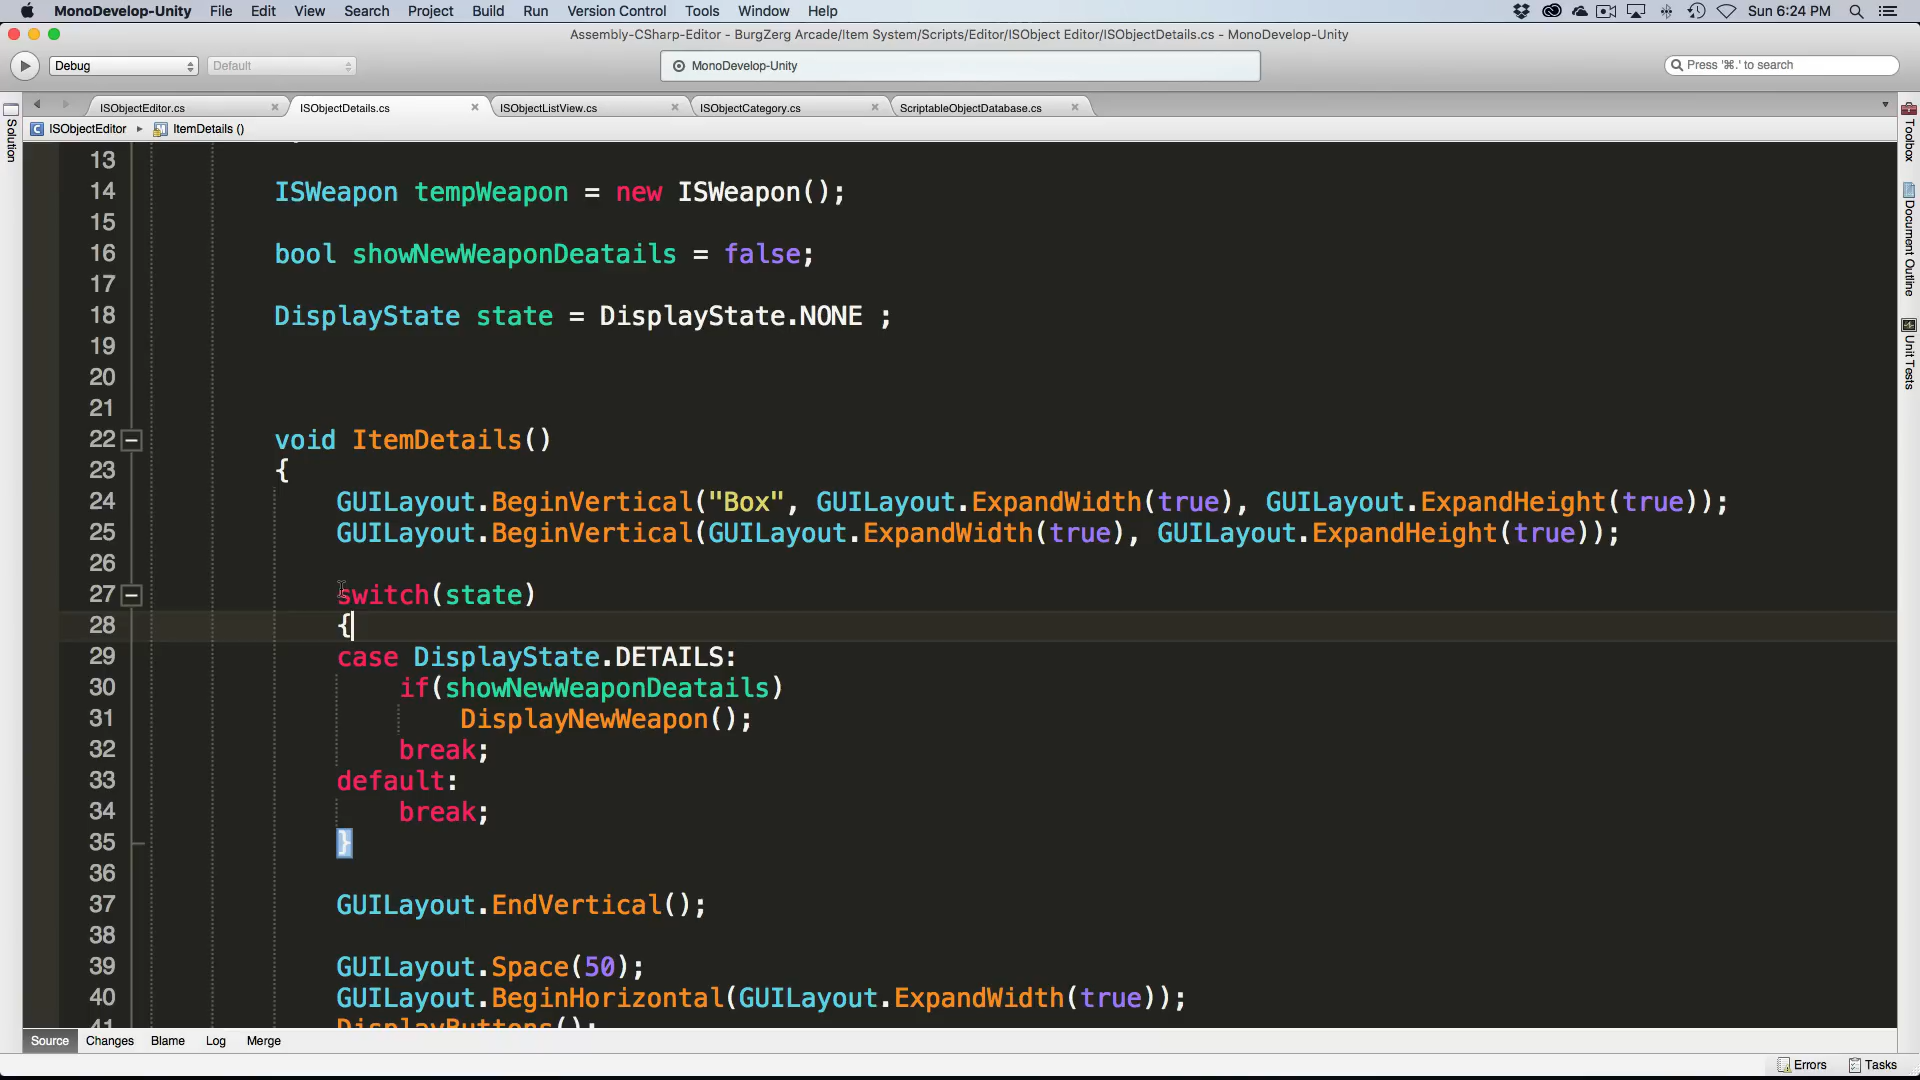 MonoDevelop-Unity File Edit View Search Project Build Run Version Control Tools Window Help Sun 6:24 PM
Assembly-CSharp-Editor - BurgZerg Arcade/Item System/Scripts/Editor/ISObject Editor/ISObjectDetails.cs - MonoDevelop-Unity
Debug Default MonoDevelop-Unity Press '⌘.' to search
ISObjectEditor.cs ISObjectDetails.cs ISObjectListView.cs ISObjectCategory.cs ScriptableObjectDatabase.cs
ISObjectEditor ItemDetails ()
Solution
Toolbox
Document Outline
Unit Tests
13
14 ISWeapon tempWeapon = new ISWeapon();
15
16 bool showNewWeaponDeatails = false;
17
18 DisplayState state = DisplayState.NONE ;
19
20
21
22 void ItemDetails()
23 {
24 GUILayout.BeginVertical("Box", GUILayout.ExpandWidth(true), GUILayout.ExpandHeight(true));
25 GUILayout.BeginVertical(GUILayout.ExpandWidth(true), GUILayout.ExpandHeight(true));
26
27 switch(state)
28 {
29 case DisplayState.DETAILS:
30 if(showNewWeaponDeatails)
31 DisplayNewWeapon();
32 break;
33 default:
34 break;
35 }
36
37 GUILayout.EndVertical();
38
39 GUILayout.Space(50);
40 GUILayout.BeginHorizontal(GUILayout.ExpandWidth(true));
41 DisplayButtons();
Source Changes Blame Log Merge
Errors Tasks